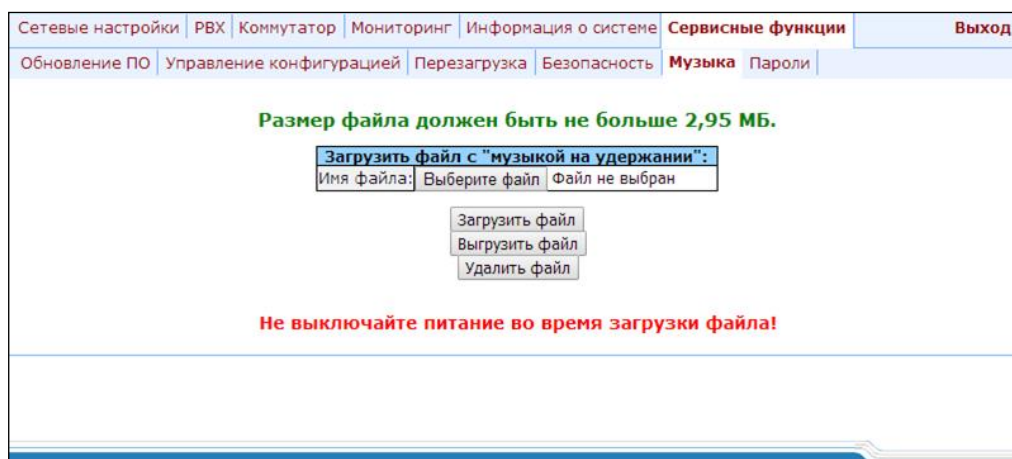 Сетевые настройки PBX Коммутатор Мониторинг Информация о системе Сервисные функции Выход
Обновление ПО Управление конфигурацией Перезагрузка Безопасность Музыка Пароли
Размер файла должен быть не больше 2,95 МБ.
Загрузить файл с "музыкой на удержании":
Имя файла: Выберите файл Файл не выбран
Загрузить файл
Выгрузить файл
Удалить файл
Не выключайте питание во время загрузки файла!